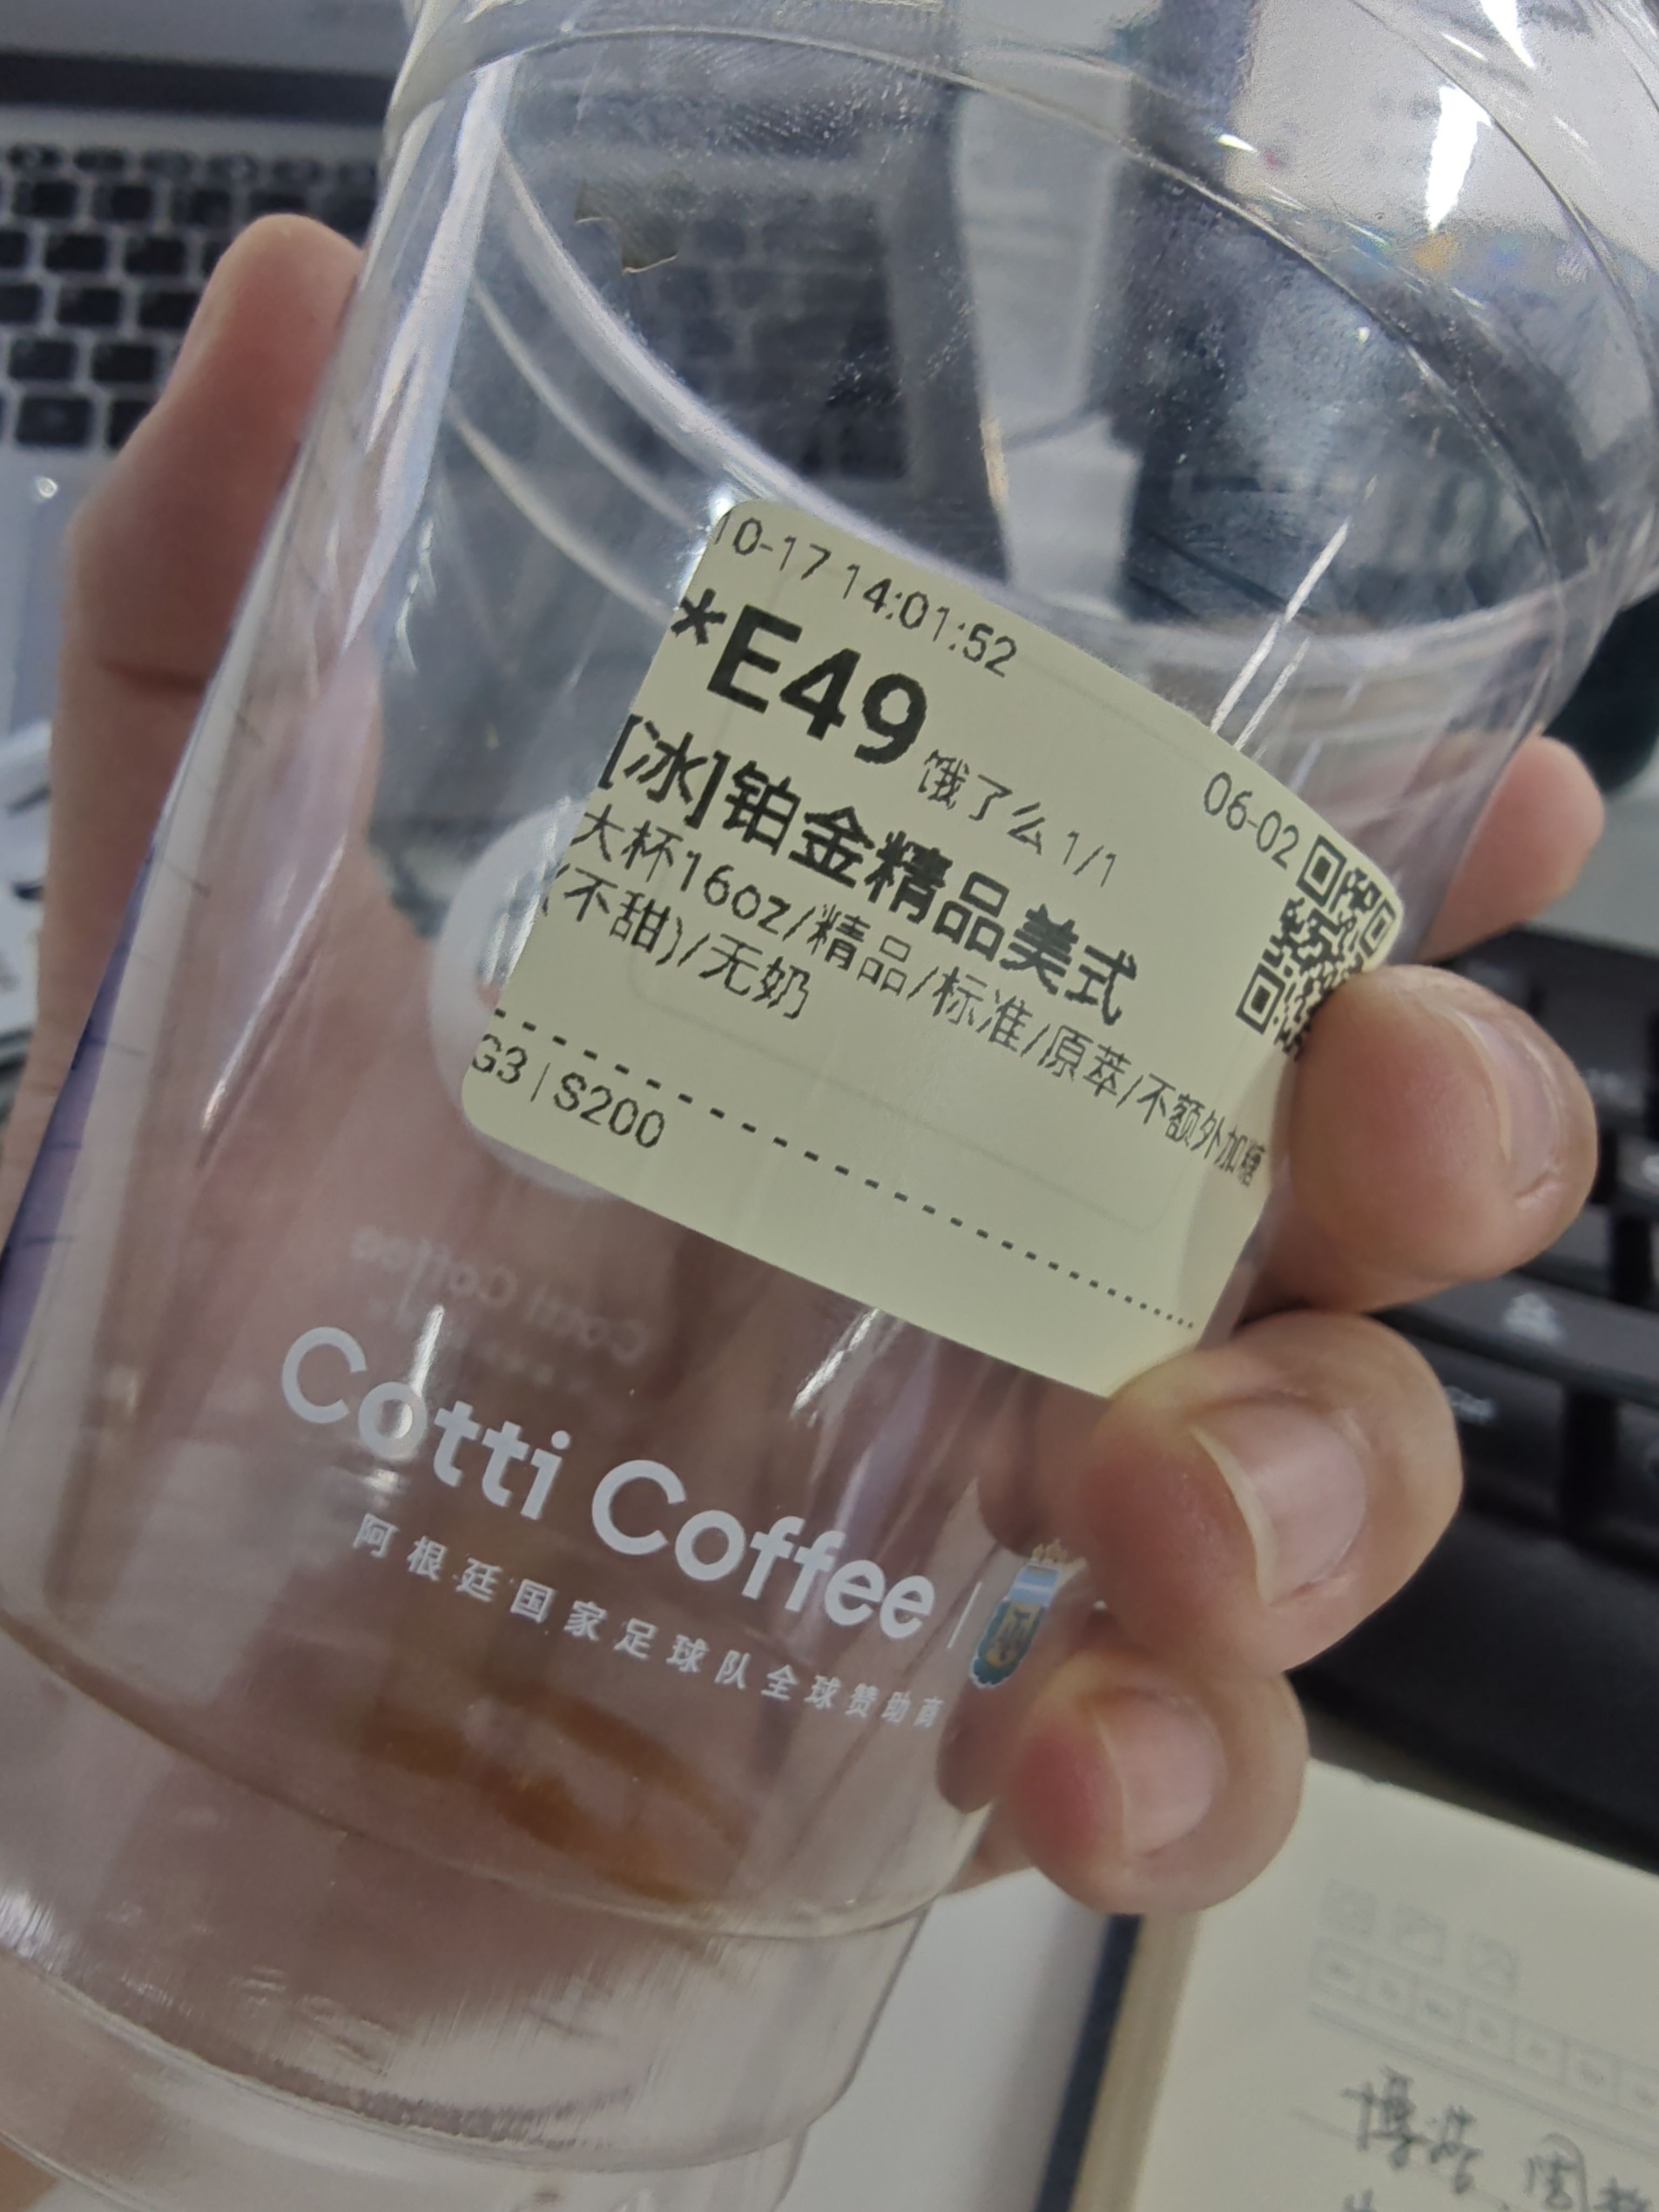 10-17 14:01:52
*E49 饿了么 1/1
06-02
[冰]铂金精品美式
大杯16oz/精品/标准/原萃/不额外加糖
(不甜)/无奶
G3 | S200
Cotti Coffee
Cotti Coffee
阿根廷国家足球队全球赞助商